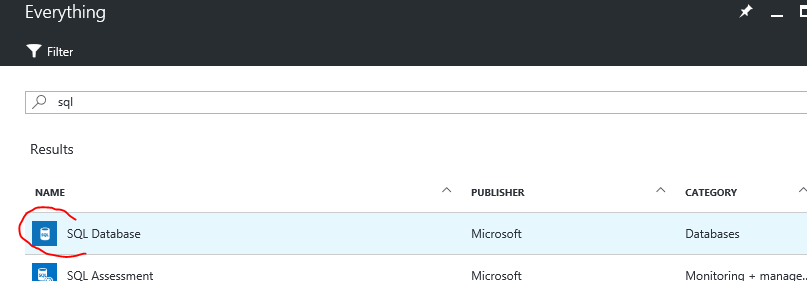 Everything
Filter
sql
Results
NAME PUBLISHER CATEGORY
SQL Database Microsoft Databases
SQL Assessment Microsoft Monitoring + manage...